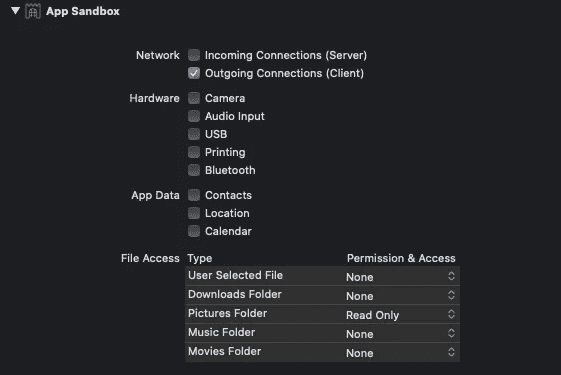 App Sandbox
Network Incoming Connections (Server)
Outgoing Connections (Client)
Hardware Camera
Audio Input
USB
Printing
Bluetooth
App Data Contacts
Location
Calendar
File Access Type Permission & Access
User Selected File None
Downloads Folder None
Pictures Folder Read Only
Music Folder None
Movies Folder None